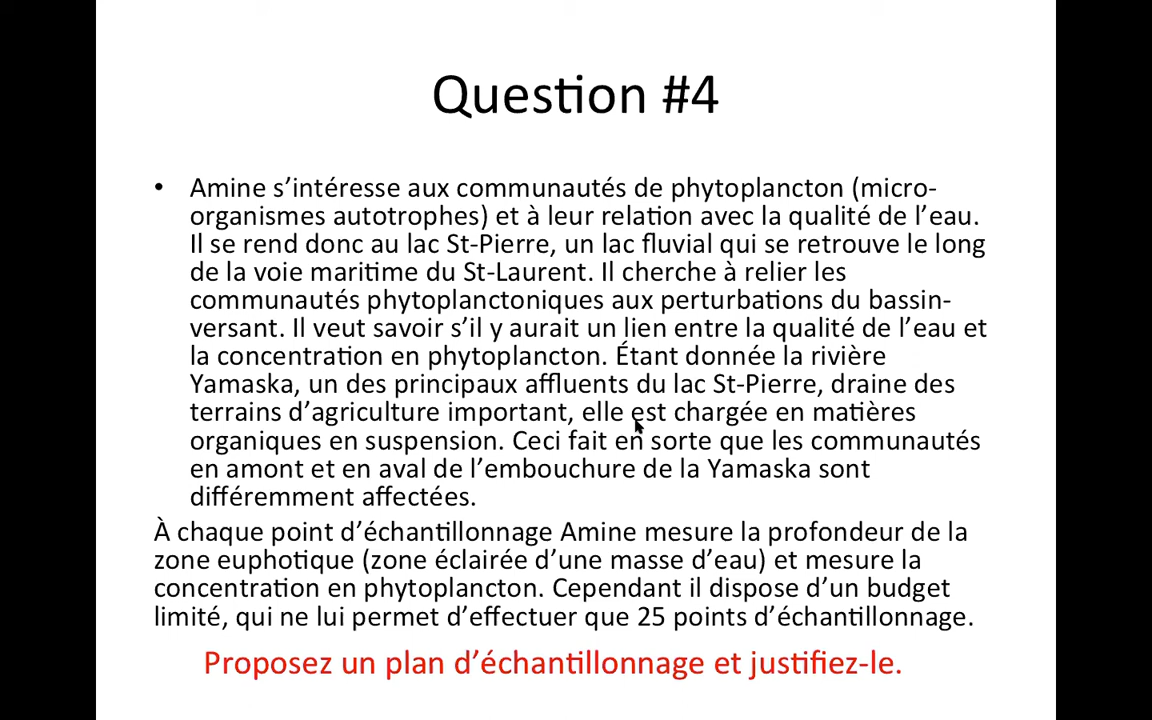 Question #4
• Amine s’intéresse aux communautés de phytoplancton (micro-
organismes autotrophes) et à leur relation avec la qualité de l’eau.
Il se rend donc au lac St-Pierre, un lac fluvial qui se retrouve le long
de la voie maritime du St-Laurent. Il cherche à relier les
communautés phytoplanctoniques aux perturbations du bassin-
versant. Il veut savoir s’il y aurait un lien entre la qualité de l’eau et
la concentration en phytoplancton. Étant donnée la rivière
Yamaska, un des principaux affluents du lac St-Pierre, draine des
terrains d’agriculture important, elle est chargée en matières
organiques en suspension. Ceci fait en sorte que les communautés
en amont et en aval de l’embouchure de la Yamaska sont
différemment affectées.
À chaque point d’échantillonnage Amine mesure la profondeur de la
zone euphotique (zone éclairée d’une masse d’eau) et mesure la
concentration en phytoplancton. Cependant il dispose d’un budget
limité, qui ne lui permet d’effectuer que 25 points d’échantillonnage.
Proposez un plan d’échantillonnage et justifiez-le.